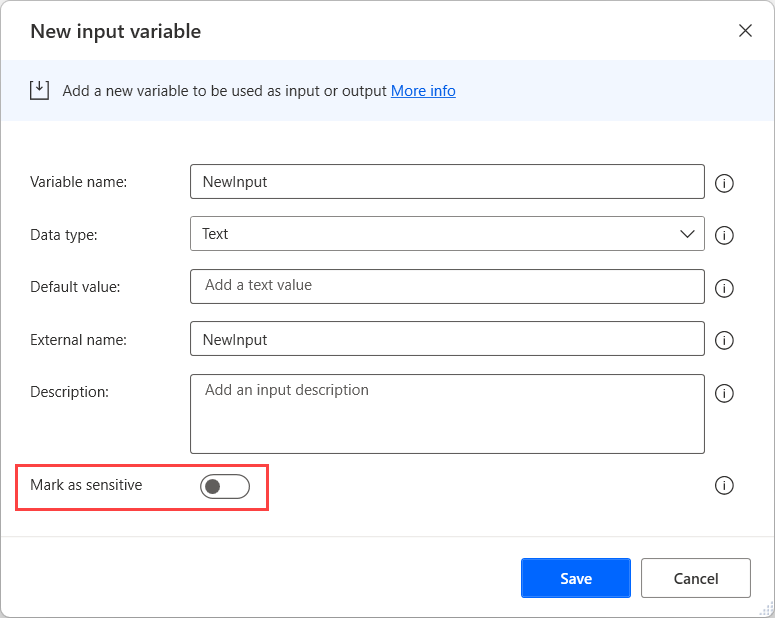 New input variable
Add a new variable to be used as input or output More info
Variable name:
NewInput
Data type:
Text
Default value:
Add a text value
External name:
NewInput
Description:
Add an input description
Mark as sensitive
Save
Cancel